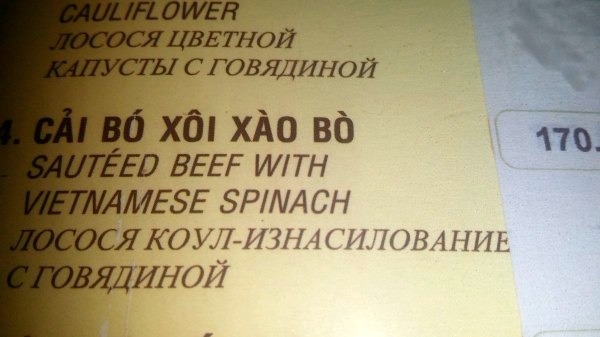 CAULIFLOWER
ЛОСОСЯ ЦВЕТНОЙ
КАПУСТЫ С ГОВЯДИНОЙ
4. CẢI BÓ XÔI XÀO BÒ
170.
SAUTÉED BEEF WITH
VIETNAMESE SPINACH
ЛОСОСЯ КОУЛ-ИЗНАСИЛОВАНИЕ
С ГОВЯДИНОЙ